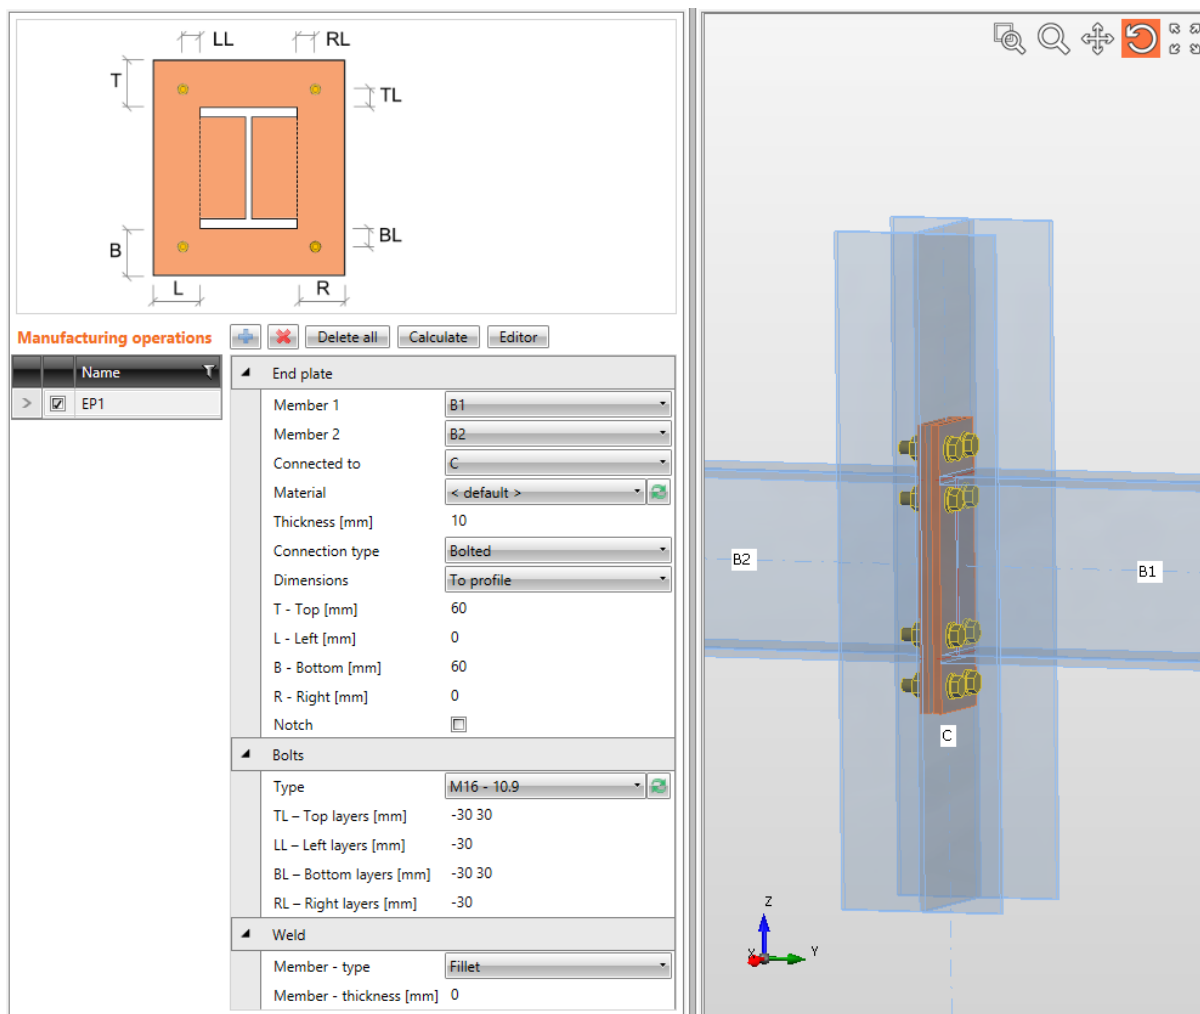 LL RL
T
TL
B
BL
L R
Manufacturing operations Delete all Calculate Editor
Name
EP1
End plate
Member 1 B1
Member 2 B2
Connected to C
Material < default >
Thickness [mm] 10
Connection type Bolted
Dimensions To profile
T - Top [mm] 60
L - Left [mm] 0
B - Bottom [mm] 60
R - Right [mm] 0
Notch
Bolts
Type M16 - 10.9
TL – Top layers [mm] -30 30
LL – Left layers [mm] -30
BL – Bottom layers [mm] -30 30
RL – Right layers [mm] -30
Weld
Member - type Fillet
Member - thickness [mm] 0
B2
B1
C
Z
X Y